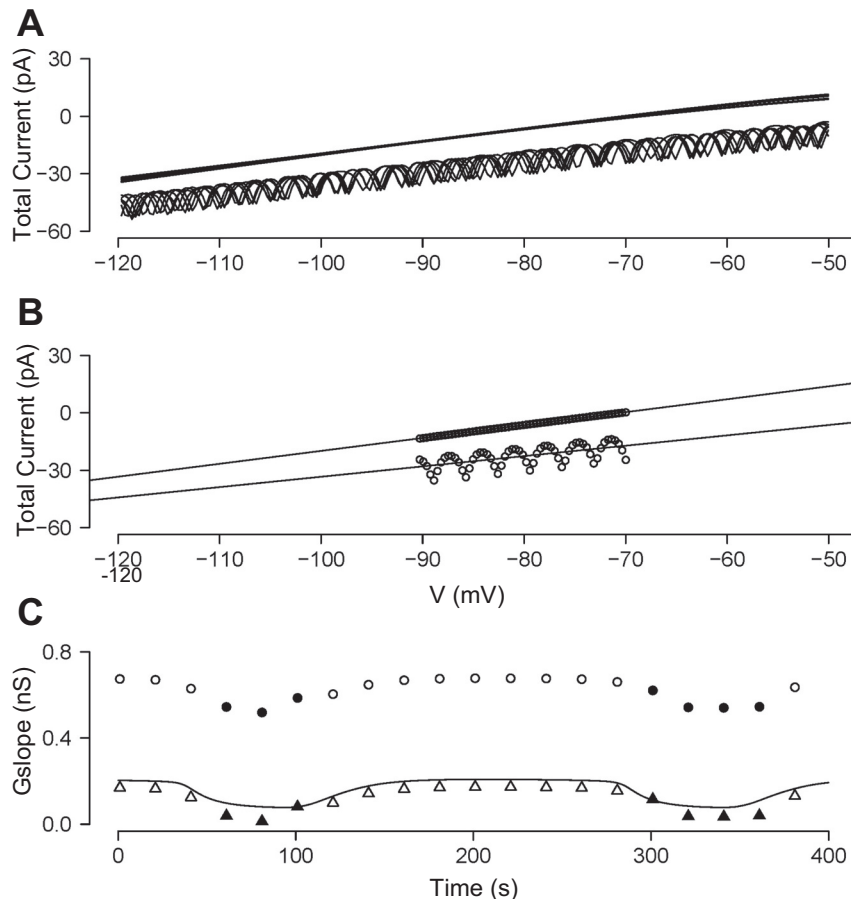 A
Total Current (pA)
30
0
−30
−60
−120 −110 −100 −90 −80 −70 −60 −50
B
Total Current (pA)
30
0
−30
−60
−120 −110 −100 −90 −80 −70 −60 −50
-120
V (mV)
C
Gslope (nS)
0.8
0.4
0.0
0 100 200 300 400
Time (s)